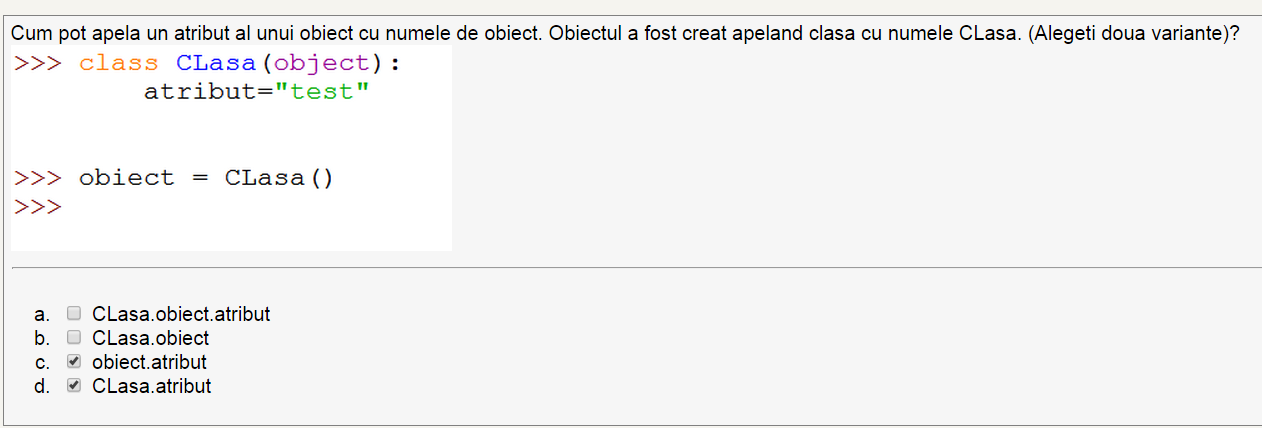 Cum pot apela un atribut al unui obiect cu numele de obiect. Obiectul a fost creat apeland clasa cu numele CLasa. (Alegeti doua variante)?
>>> class CLasa(object):
atribut="test"
>>> obiect = CLasa()
>>>
a. CLasa.obiect.atribut
b. CLasa.obiect
c. obiect.atribut
d. CLasa.atribut